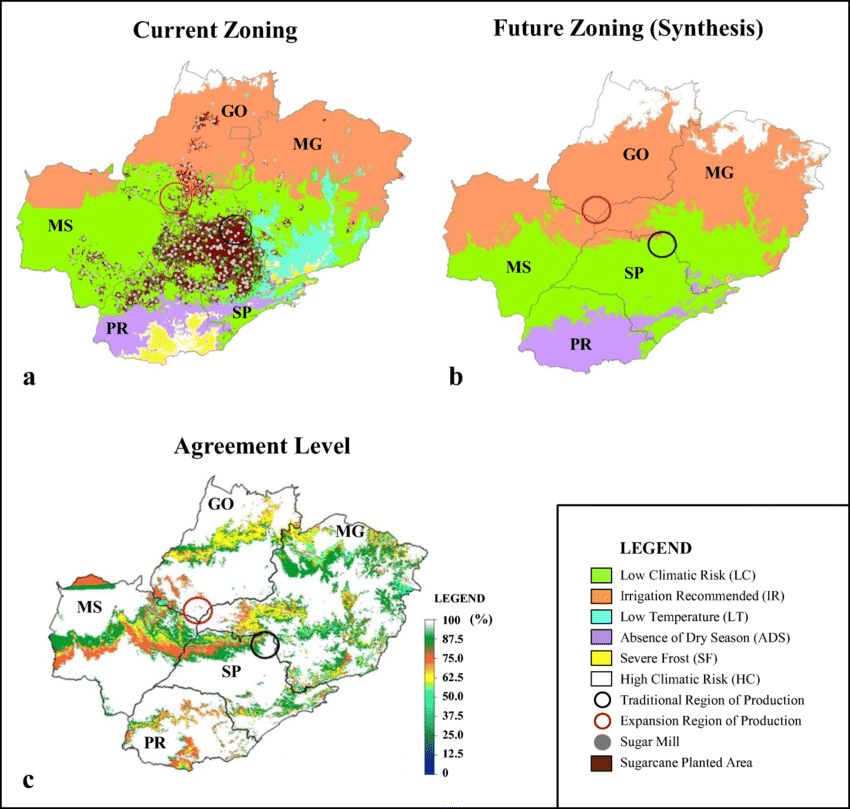 Current Zoning
Future Zoning (Synthesis)
GO
MG
MS
SP
PR
a
GO
MG
MS
SP
PR
b
Agreement Level
GO
MG
MS
SP
PR
c
LEGEND
(%)
100
87.5
75.0
62.5
50.0
37.5
25.0
12.5
0
LEGEND
Low Climatic Risk (LC)
Irrigation Recommended (IR)
Low Temperature (LT)
Absence of Dry Season (ADS)
Severe Frost (SF)
High Climatic Risk (HC)
Traditional Region of Production
Expansion Region of Production
Sugar Mill
Sugarcane Planted Area